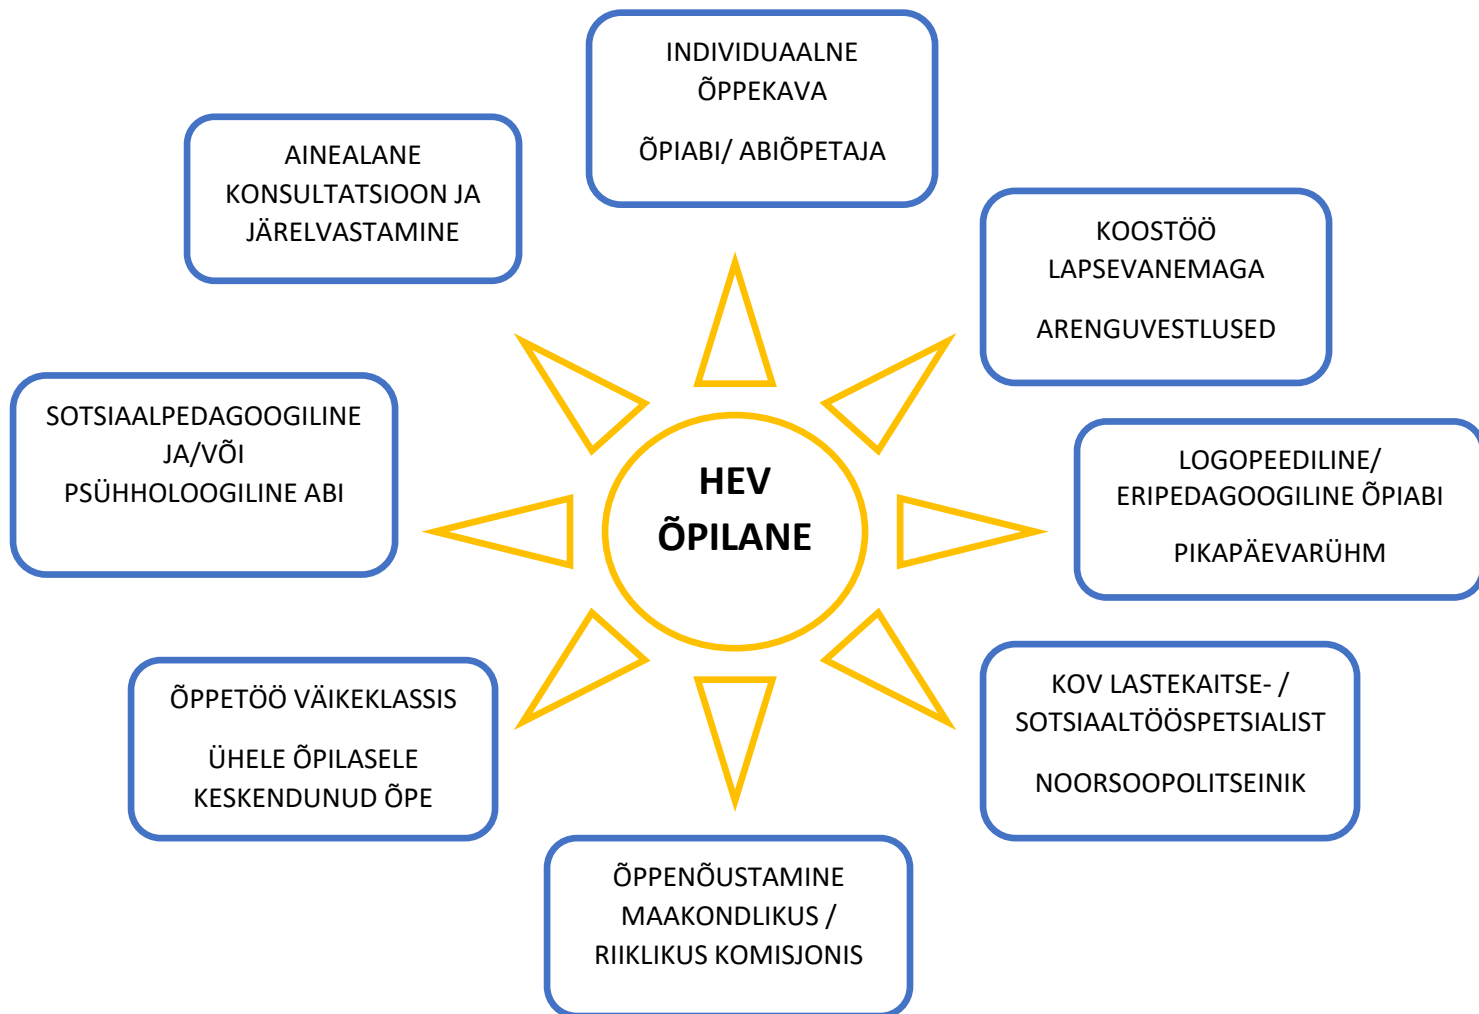 INDIVIDUAALNE
ÕPPEKAVA
ÕPIABI/ ABIÕPETAJA
AINEALANE
KONSULTATSIOON JA
JÄRELVASTAMINE
KOOSTÖÖ
LAPSEVANEMAGA
ARENGUVESTLUSED
SOTSIAALPEDAGOOGILINE
JA/VÕI
PSÜHHOLOOGILINE ABI
HEV
ÕPILANE
LOGOPEEDILINE/
ERIPEDAGOOGILINE ÕPIABI
PIKAPÄEVARÜHM
ÕPPETÖÖ VÄIKEKLASSIS
ÜHELE ÕPILASELE
KESKENDUNUD ÕPE
KOV LASTEKAITSE- /
SOTSIAALTÖÖSPETSIALIST
NOORSOOPOLITSEINIK
ÕPPENÕUSTAMINE
MAAKONDLIKUS /
RIIKLIKUS KOMISJONIS